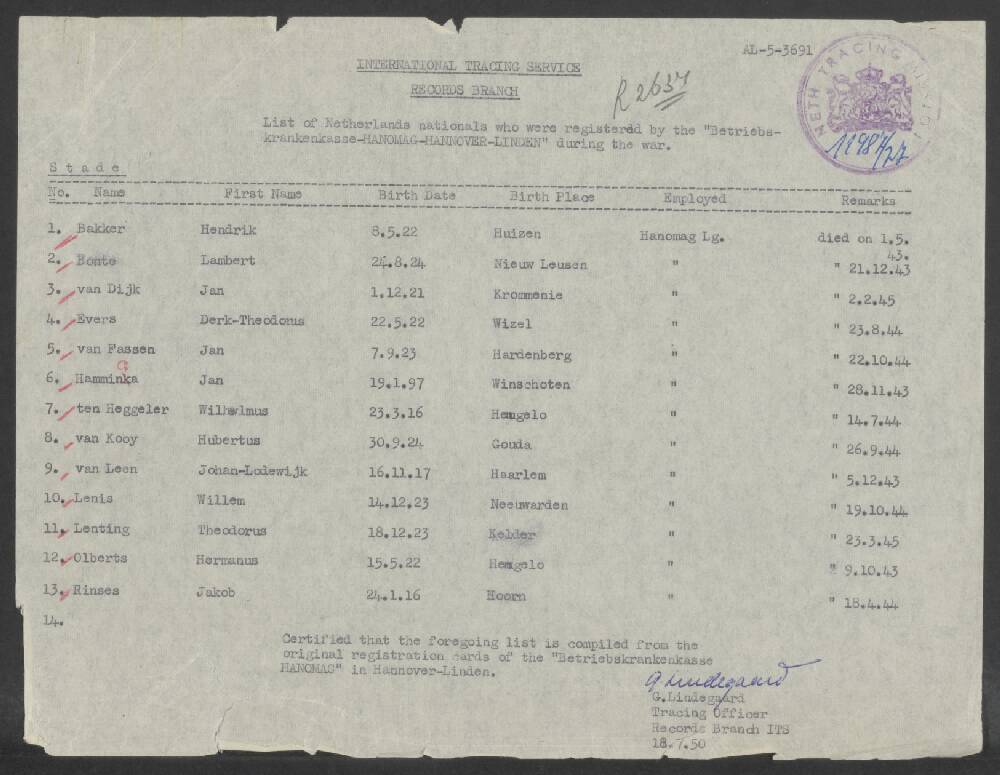 AL-5-3691
INTERNATIONAL TRACING SERVICE
RECORDS BRANCH
R2637
NETH TRACING MISSION
List of Netherlands nationals who were registered by the "Betriebs-
krankenkasse-HANOMAG-HANNOVER-LINDEN" during the war.
Stade
No. Name First Name Birth Date Birth Place Employed Remarks
1. Bakker Hendrik 8.5.22 Huizen Hanomag Lg. died on 1.5.
43.
2. Bonte Lambert 24.8.24 Nieuw Leusen " " 21.12.43
3. van Dijk Jan 1.12.21 Krommenie " " 2.2.45
4. Evers Derk-Theodorus 22.5.22 Wizel " " 23.8.44
5. van Fassen Jan 7.9.23 Hardenberg " " 22.10.44
6. Hamminka Jan 19.1.97 Winschoten " " 28.11.43
7. ten Heggeler Wilhelmus 23.3.16 Hengelo " " 14.7.44
8. van Kooy Hubertus 30.9.24 Gouda " " 26.9.44
9. van Leen Johan-Lodewijk 16.11.17 Haarlem " " 5.12.43
10. Lenis Willem 14.12.23 Neeuwarden " " 19.10.44
11. Lenting Theodorus 18.12.23 Kelder " " 23.3.45
12. Olberts Hermanus 15.5.22 Hengelo " " 9.10.43
13. Rinses Jakob 24.1.16 Hoorn " " 18.4.44
14.
Certified that the foregoing list is compiled from the
original registration cards of the "Betriebskrankenkasse
HANOMAG" in Hannover-Linden.
G Lindegaard
G.Lindegaard
Tracing Officer
Records Branch ITS
18.7.50